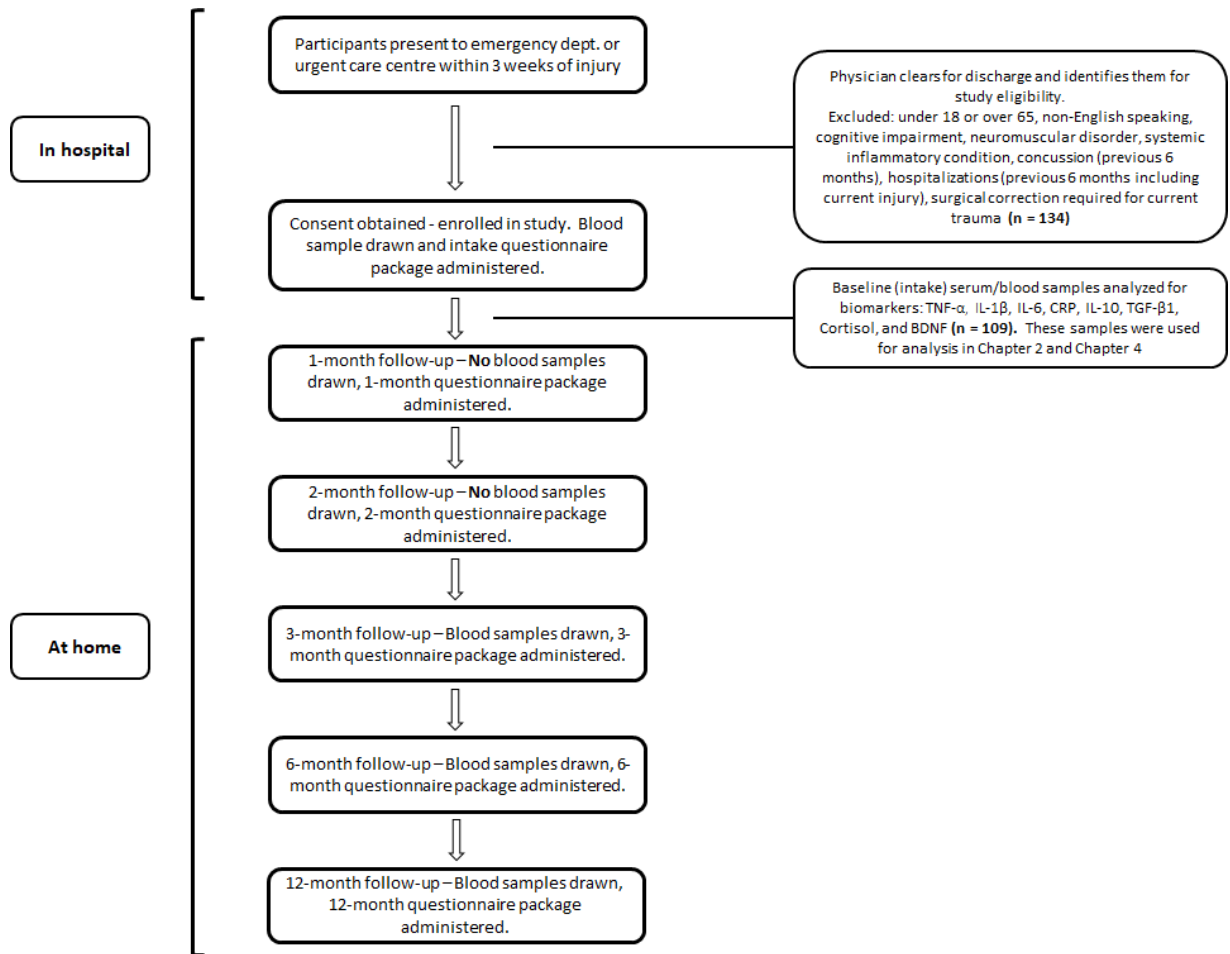 Participants present to emergency dept. or
urgent care centre within 3 weeks of injury
Physician clears for discharge and identifies them for
study eligibility.
Excluded: under 18 or over 65, non-English speaking,
cognitive impairment, neuromuscular disorder, systemic
inflammatory condition, concussion (previous 6
months), hospitalizations (previous 6 months including
current injury), surgical correction required for current
trauma (n = 134)
In hospital
Consent obtained - enrolled in study. Blood
sample drawn and intake questionnaire
package administered.
Baseline (intake) serum/blood samples analyzed for
biomarkers: TNF-α, IL-1β, IL-6, CRP, IL-10, TGF-β1,
Cortisol, and BDNF (n = 109). These samples were used
for analysis in Chapter 2 and Chapter 4
1-month follow-up – No blood samples
drawn, 1-month questionnaire package
administered.
2-month follow-up – No blood samples
drawn, 2-month questionnaire package
administered.
At home
3-month follow-up – Blood samples drawn, 3-
month questionnaire package administered.
6-month follow-up – Blood samples drawn, 6-
month questionnaire package administered.
12-month follow-up – Blood samples drawn,
12-month questionnaire package
administered.